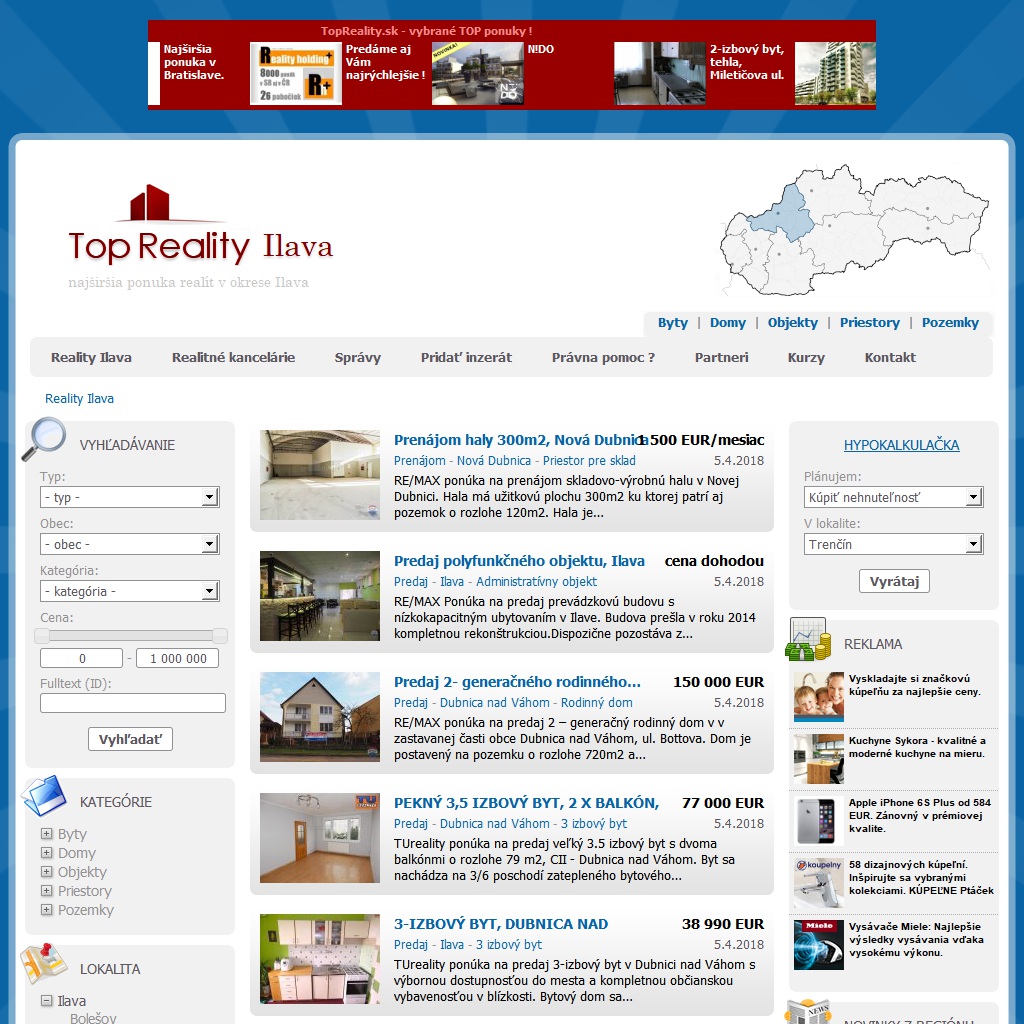 TopReality.sk - vybrané TOP ponuky !
Najširšia
ponuka v
Bratislave.
Reality holding+
8000 ponúk
v SR aj v ČR
26 pobočiek
R+
Predáme aj
Vám
najrýchlejšie !
NOVINKA!
N!DO
2-izbový byt,
tehla,
Miletičova ul.
Top Reality Ilava
najširšia ponuka realít v okrese Ilava
Byty | Domy | Objekty | Priestory | Pozemky
Reality Ilava Realitné kancelárie Správy Pridať inzerát Právna pomoc ? Partneri Kurzy Kontakt
Reality Ilava
VYHĽADÁVANIE
Typ:
- typ -
Obec:
- obec -
Kategória:
- kategória -
Cena:
0 - 1 000 000
Fulltext (ID):
Vyhľadať
KATEGÓRIE
Byty
Domy
Objekty
Priestory
Pozemky
LOKALITA
Ilava
Bolešov
Prenájom haly 300m2, Nová Dubnica 1 500 EUR/mesiac
Prenájom - Nová Dubnica - Priestor pre sklad 5.4.2018
RE/MAX ponúka na prenájom skladovo-výrobnú halu v Novej
Dubnici. Hala má užitkovú plochu 300m2 ku ktorej patrí aj
pozemok o rozlohe 120m2. Hala je...
Predaj polyfunkčného objektu, Ilava cena dohodou
Predaj - Ilava - Administratívny objekt 5.4.2018
RE/MAX Ponúka na predaj prevádzkovú budovu s
nízkokapacitným ubytovaním v Ilave. Budova prešla v roku 2014
kompletnou rekonštrukciou.Dispozične pozostáva z...
Predaj 2- generačného rodinného... 150 000 EUR
Predaj - Dubnica nad Váhom - Rodinný dom 5.4.2018
RE/MAX ponúka na predaj 2 – generačný rodinný dom v v
zastavanej časti obce Dubnica nad Váhom, ul. Bottova. Dom je
postavený na pozemku o rozlohe 720m2 a...
PEKNÝ 3,5 IZBOVÝ BYT, 2 X BALKÓN, 77 000 EUR
Predaj - Dubnica nad Váhom - 3 izbový byt 5.4.2018
TUreality ponúka na predaj veľký 3.5 izbový byt s dvoma
balkónmi o rozlohe 79 m2, CII - Dubnica nad Váhom. Byt sa
nachádza na 3/6 poschodí zatepleného bytového...
3-IZBOVÝ BYT, DUBNICA NAD 38 990 EUR
Predaj - Ilava - 3 izbový byt 5.4.2018
TUreality ponúka na predaj 3-izbový byt v Dubnici nad Váhom s
výbornou dostupnosťou do mesta a kompletnou občianskou
vybavenosťou v blízkosti. Bytový dom sa...
HYPOKALKULAČKA
Plánujem:
Kúpiť nehnuteľnosť
V lokalite:
Trenčín
Vyrátaj
REKLAMA
Vyskladajte si značkovú
kúpeľňu za najlepšie ceny.
Kuchyne Sykora - kvalitné a
moderné kuchyne na mieru.
Apple iPhone 6S Plus od 584
EUR. Zánovný v prémiovej
kvalite.
koupelny
58 dizajnových kúpeľní.
Inšpirujte sa vybranými
kolekciami. KÚPEĽNE Ptáček
Miele
Vysávače Miele: Najlepšie
výsledky vysávania vďaka
vysokému výkonu.
NEWS
NOVINKY Z REGIÓNU